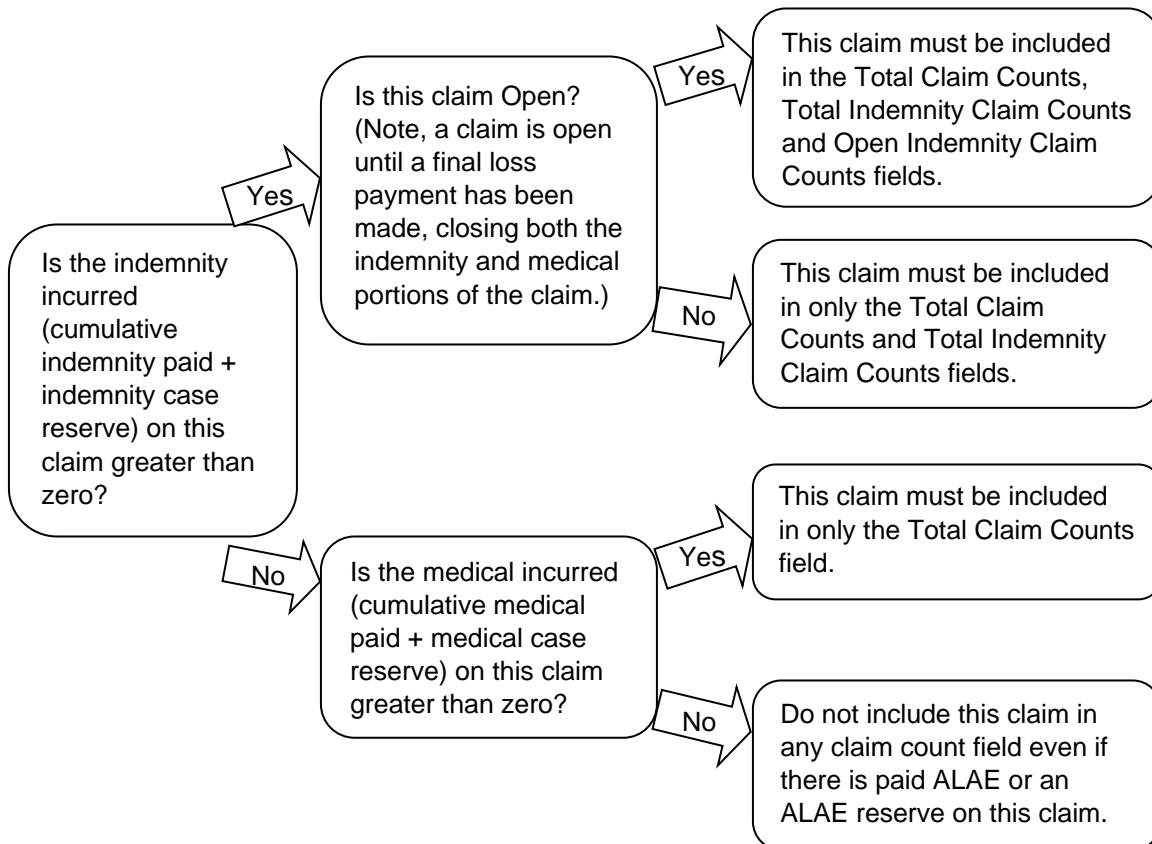 Is the indemnity
incurred
(cumulative
indemnity paid +
indemnity case
reserve) on this
claim greater than
zero?
Yes
Is this claim Open?
(Note, a claim is open
until a final loss
payment has been
made, closing both the
indemnity and medical
portions of the claim.)
Yes
This claim must be included
in the Total Claim Counts,
Total Indemnity Claim Counts
and Open Indemnity Claim
Counts fields.
No
This claim must be included
in only the Total Claim
Counts and Total Indemnity
Claim Counts fields.
No
Is the medical incurred
(cumulative medical
paid + medical case
reserve) on this claim
greater than zero?
Yes
This claim must be included
in only the Total Claim Counts
field.
No
Do not include this claim in
any claim count field even if
there is paid ALAE or an
ALAE reserve on this claim.